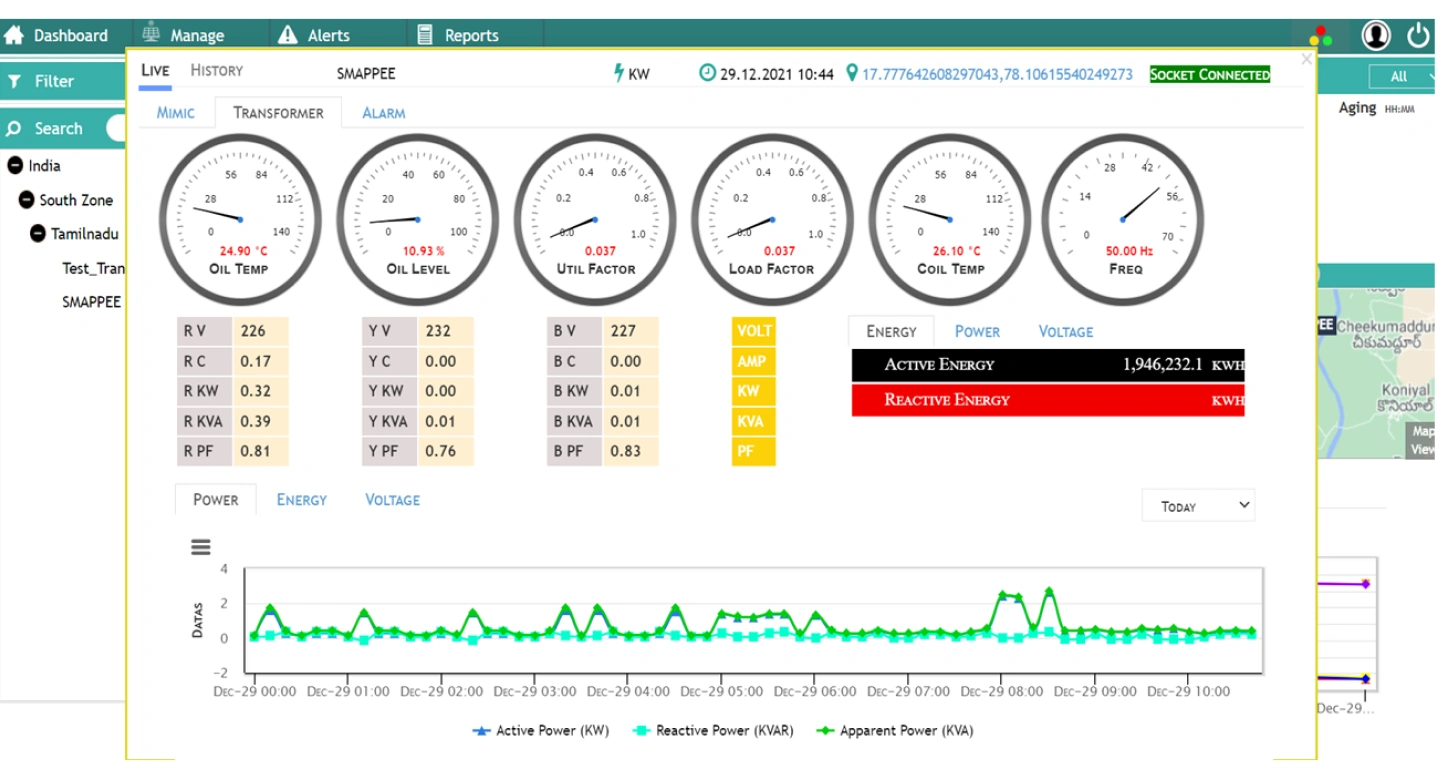 Dashboard Manage Alerts Reports
LIVE HISTORY SMAPPEE KW 29.12.2021 10:44 17.777642608297043,78.10615540249273 SOCKET CONNECTED ×
Filter
All
MIMIC TRANSFORMER ALARM
Aging HH:MM
Search
India
South Zone
Tamilnadu
Test_Tran
SMAPPEE
0 28 56 84 112 140
24.90 °C
OIL TEMP
0 20 40 60 80 100
10.93 %
OIL LEVEL
0.0 0.2 0.4 0.6 0.8 1.0
0.037
UTIL FACTOR
0.0 0.2 0.4 0.6 0.8 1.0
0.037
LOAD FACTOR
0 28 56 84 112 140
26.10 °C
COIL TEMP
0 14 28 42 56 70
50.00 Hz
FREQ
R V 226 Y V 232 B V 227 VOLT
R C 0.17 Y C 0.00 B C 0.00 AMP
R KW 0.32 Y KW 0.00 B KW 0.01 KW
R KVA 0.39 Y KVA 0.01 B KVA 0.01 KVA
R PF 0.81 Y PF 0.76 B PF 0.83 PF
ENERGY POWER VOLTAGE
ACTIVE ENERGY 1,946,232.1 KWH
REACTIVE ENERGY KWH
EE Cheekumaddur
చీకుమద్దూర్
Koniyal
కొనియాల్
Map
View
POWER ENERGY VOLTAGE
TODAY
DATAS
4
2
0
-2
DEC-29 00:00 DEC-29 01:00 DEC-29 02:00 DEC-29 03:00 DEC-29 04:00 DEC-29 05:00 DEC-29 06:00 DEC-29 07:00 DEC-29 08:00 DEC-29 09:00 DEC-29 10:00
Dec-29...
Active Power (KW) Reactive Power (KVAR) Apparent Power (KVA)